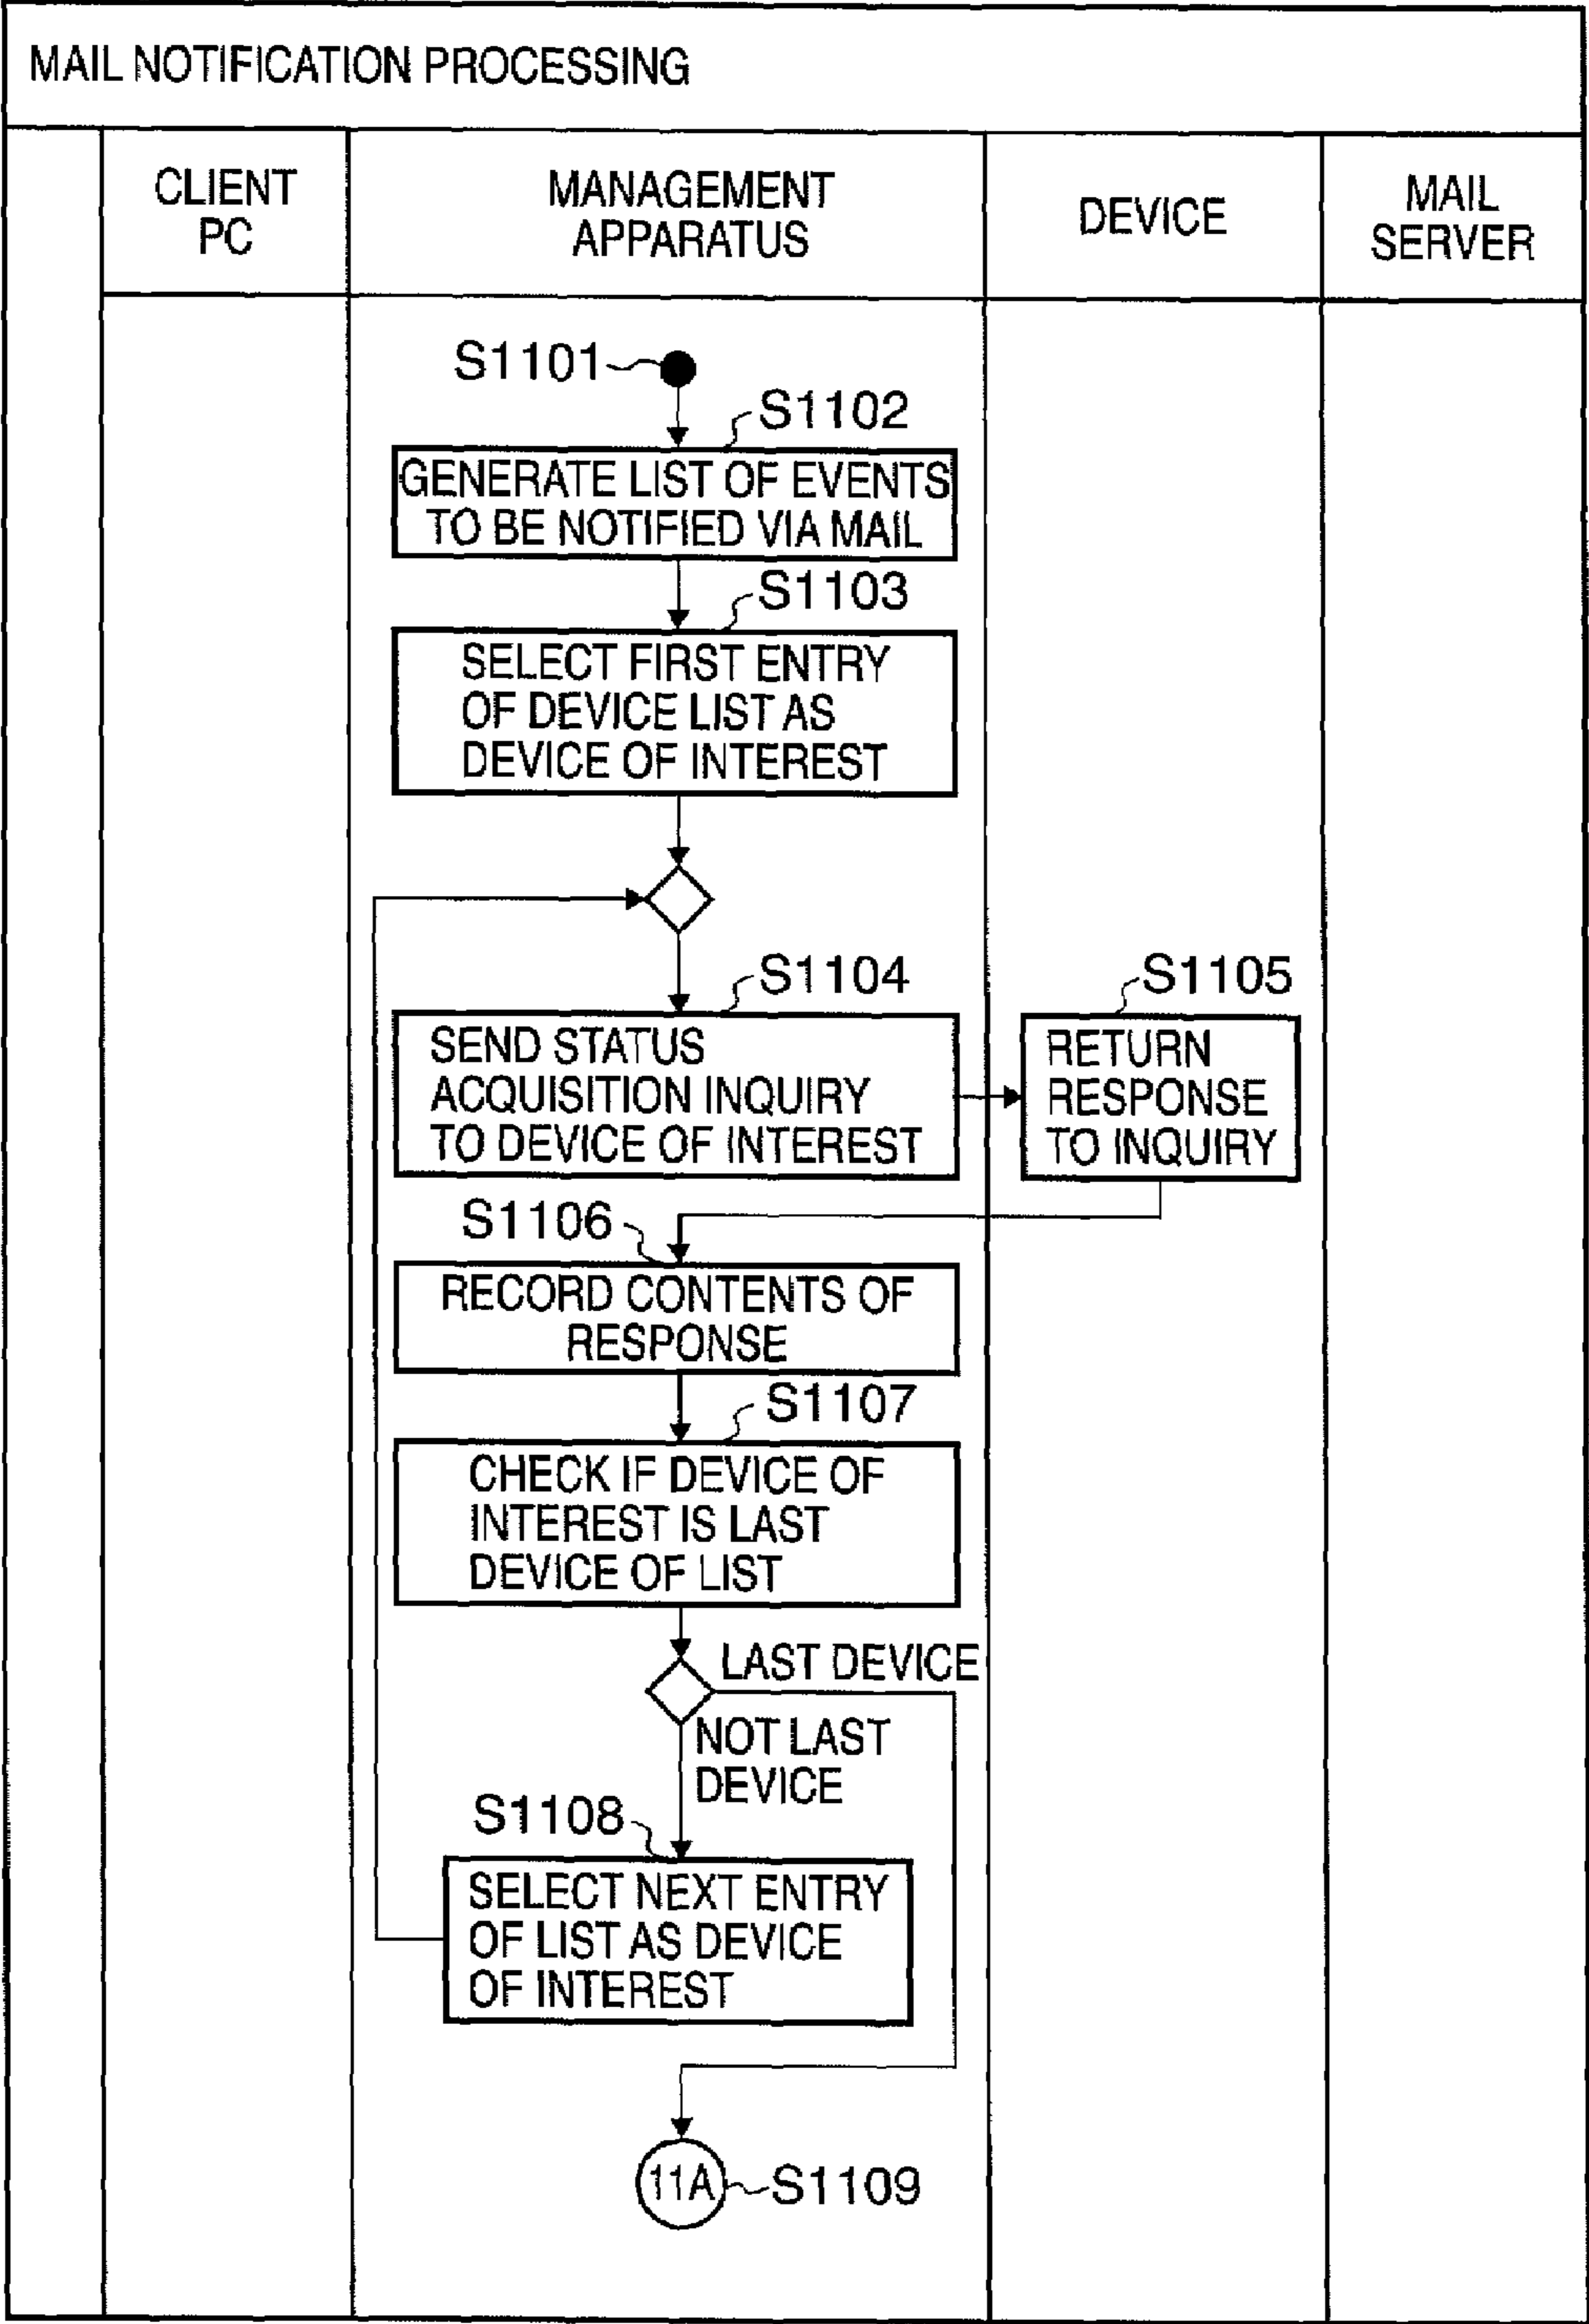 MAIL NOTIFICATION PROCESSING
CLIENT
PC
MANAGEMENT
APPARATUS
DEVICE
MAIL
SERVER
S1101
S1102
GENERATE LIST OF EVENTS
TO BE NOTIFIED VIA MAIL
S1103
SELECT FIRST ENTRY
OF DEVICE LIST AS
DEVICE OF INTEREST
S1104
SEND STATUS
ACQUISITION INQUIRY
TO DEVICE OF INTEREST
S1105
RETURN
RESPONSE
TO INQUIRY
S1106
RECORD CONTENTS OF
RESPONSE
S1107
CHECK IF DEVICE OF
INTEREST IS LAST
DEVICE OF LIST
LAST DEVICE
NOT LAST
DEVICE
S1108
SELECT NEXT ENTRY
OF LIST AS DEVICE
OF INTEREST
11A
S1109